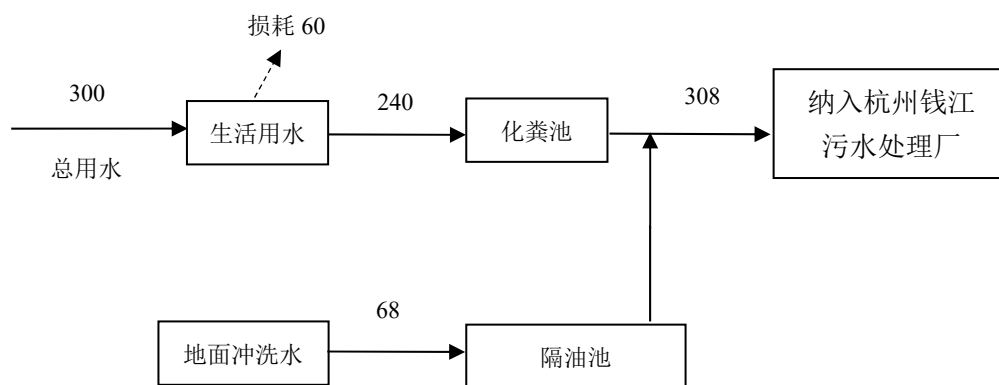 损耗 60
300
240
308
总用水
生活用水
化粪池
纳入杭州钱江
污水处理厂
68
地面冲洗水
隔油池